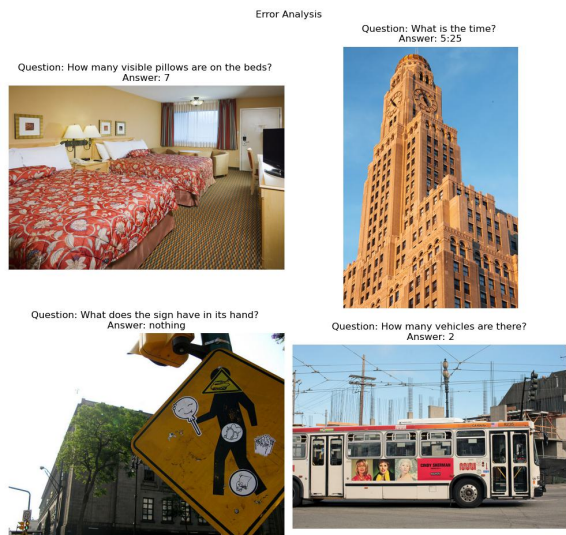 Error Analysis
Question: How many visible pillows are on the beds?
Answer: 7
Question: What is the time?
Answer: 5:25
Question: What does the sign have in its hand?
Answer: nothing
Question: How many vehicles are there?
Answer: 2